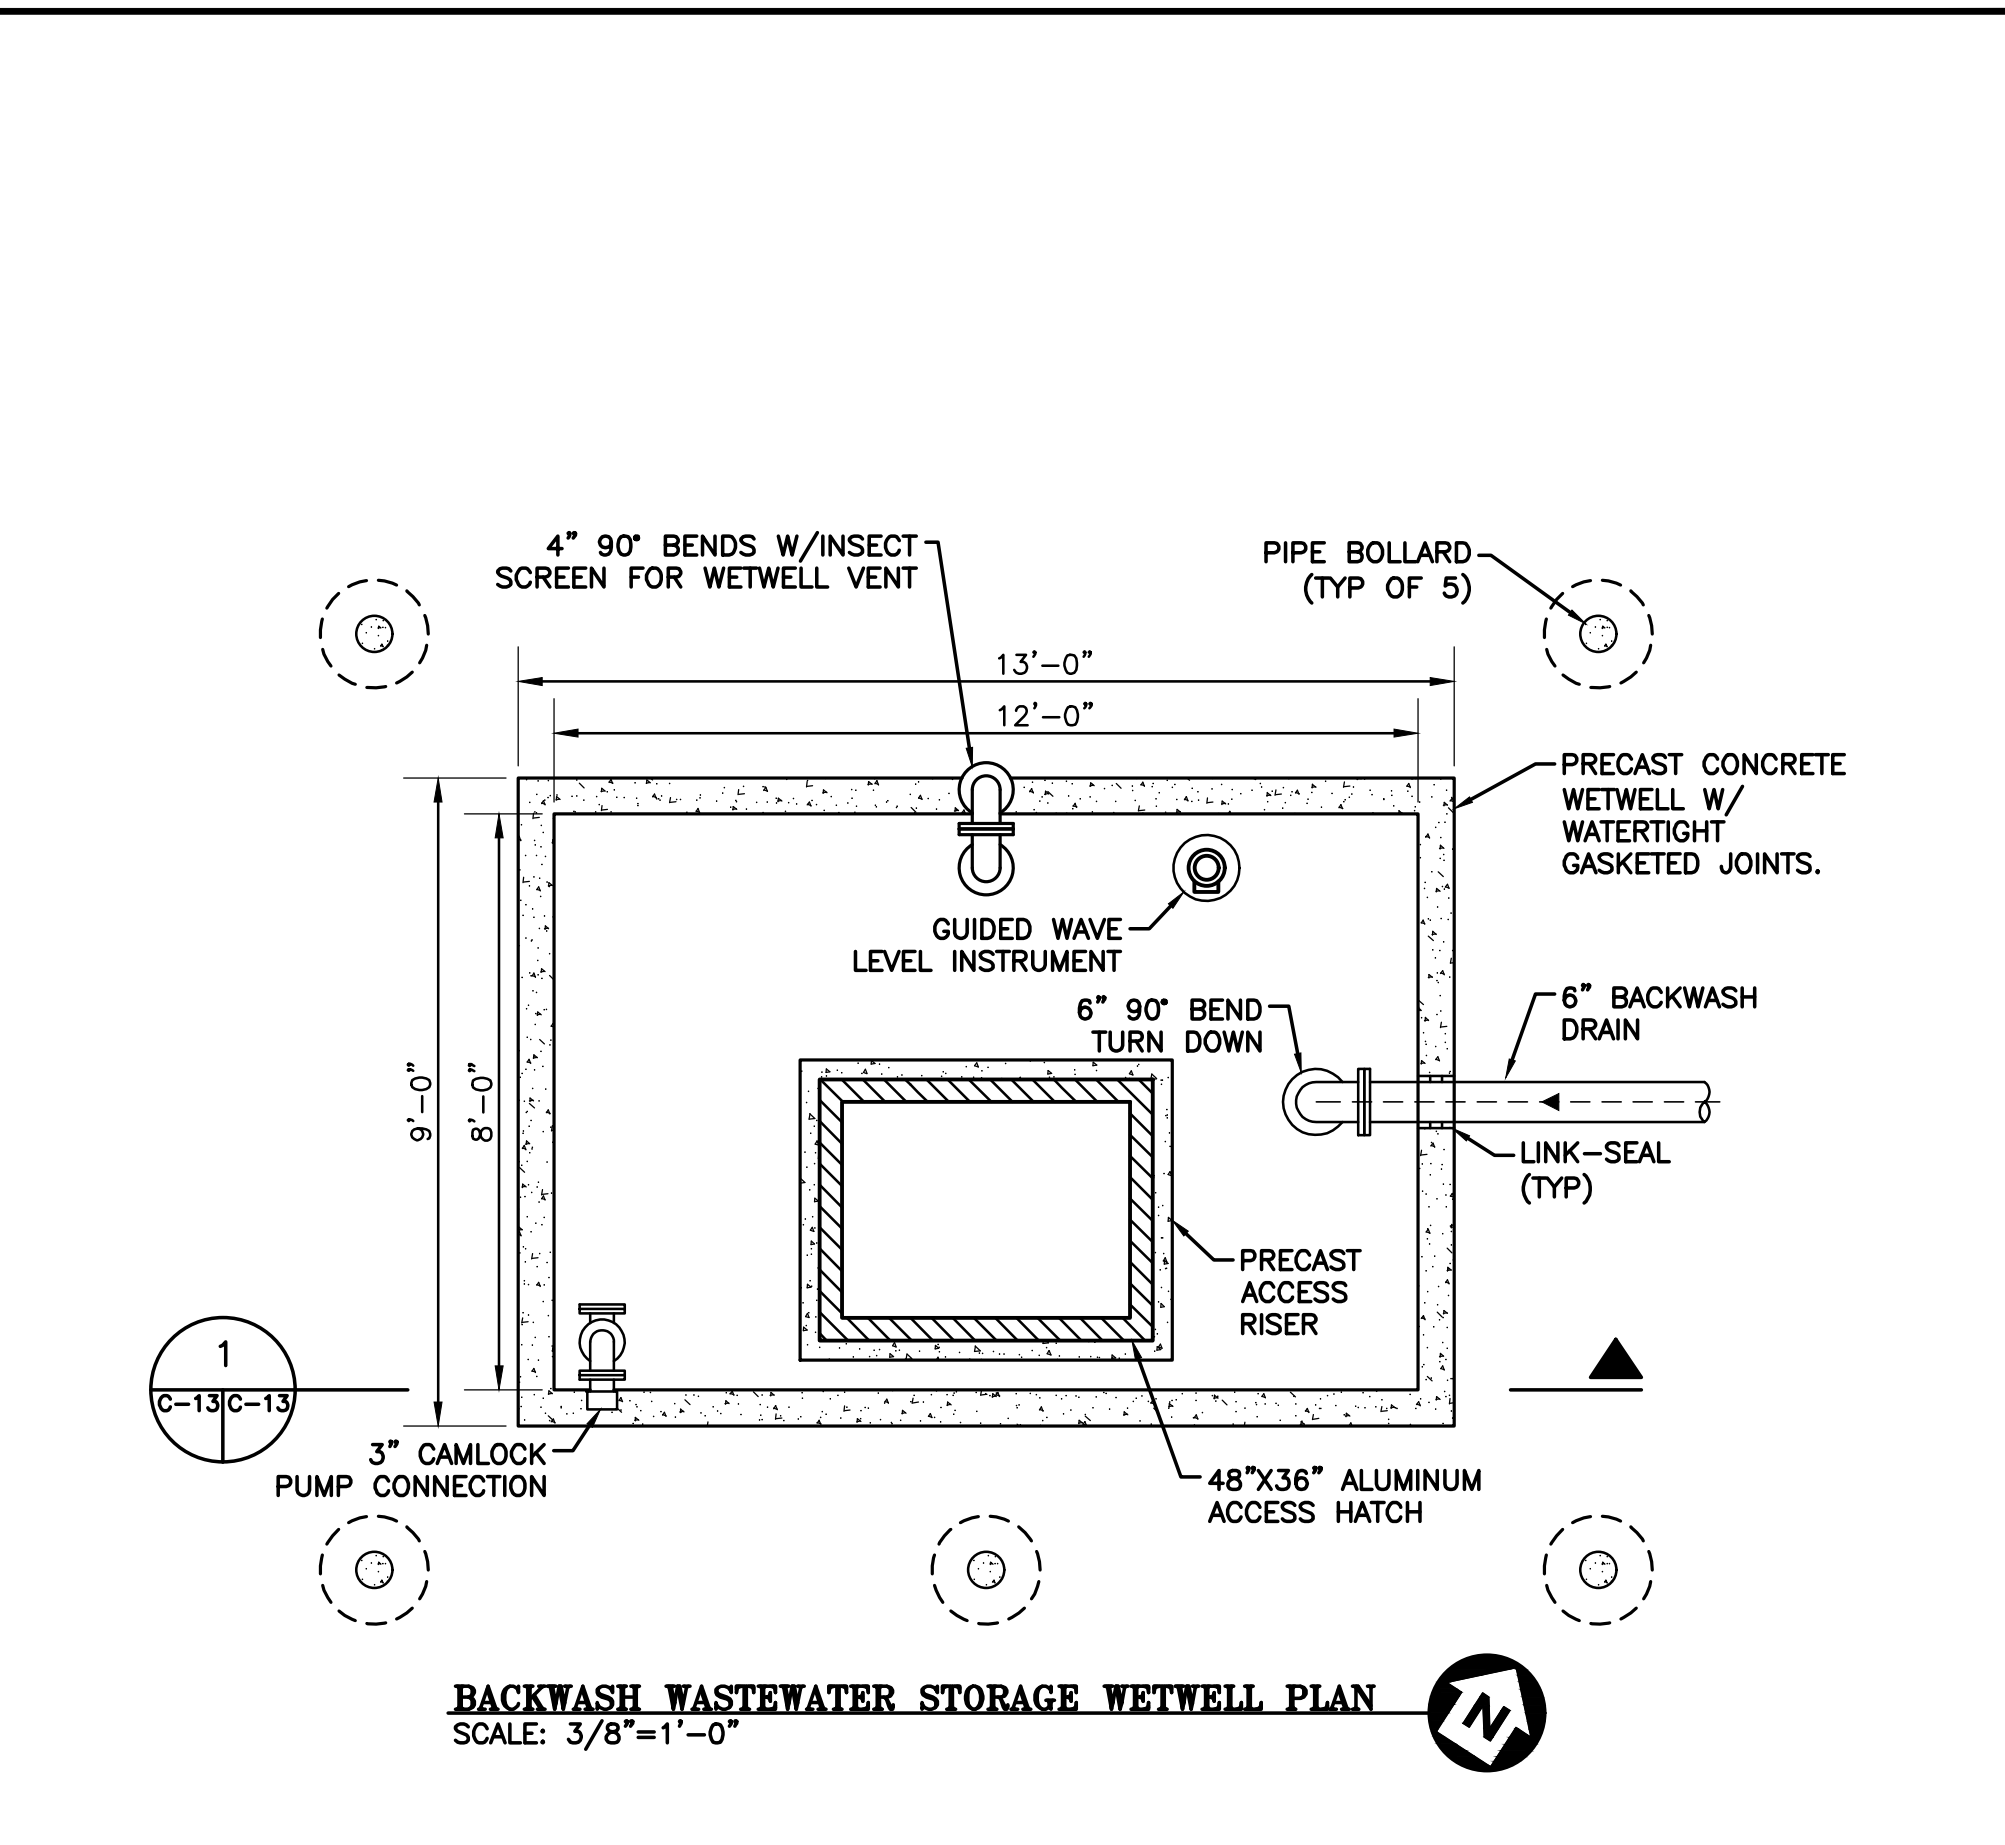 4" 90° BENDS W/INSECT
SCREEN FOR WETWELL VENT
PIPE BOLLARD
(TYP OF 5)
13'-0"
12'-0"
PRECAST CONCRETE
WETWELL W/
WATERTIGHT
GASKETED JOINTS.
GUIDED WAVE
LEVEL INSTRUMENT
6" 90° BEND
TURN DOWN
6" BACKWASH
DRAIN
9'-0"
8'-0"
LINK-SEAL
(TYP)
PRECAST
ACCESS
RISER
1
C-13 C-13
3" CAMLOCK
PUMP CONNECTION
48"X36" ALUMINUM
ACCESS HATCH
BACKWASH WASTEWATER STORAGE WETWELL PLAN
SCALE: 3/8"=1'-0"
N